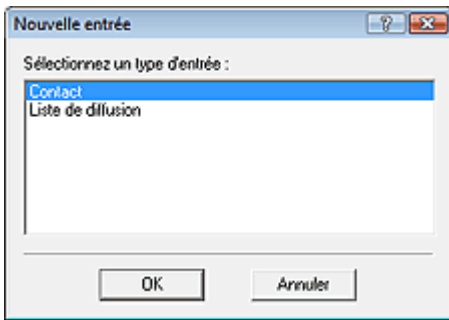 Nouvelle entrée
Sélectionnez un type d'entrée :
Contact
Liste de diffusion
OK
Annuler